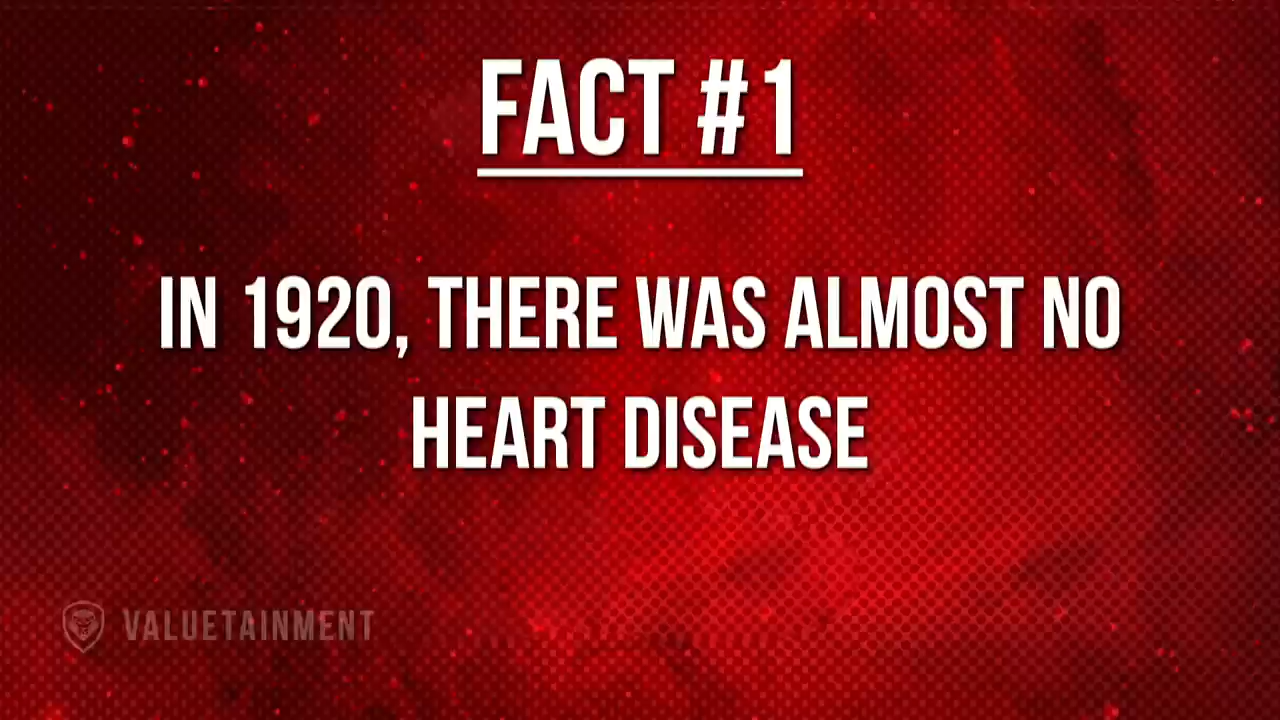 FACT #1
IN 1920, THERE WAS ALMOST NO
HEART DISEASE
VALUETAINMENT